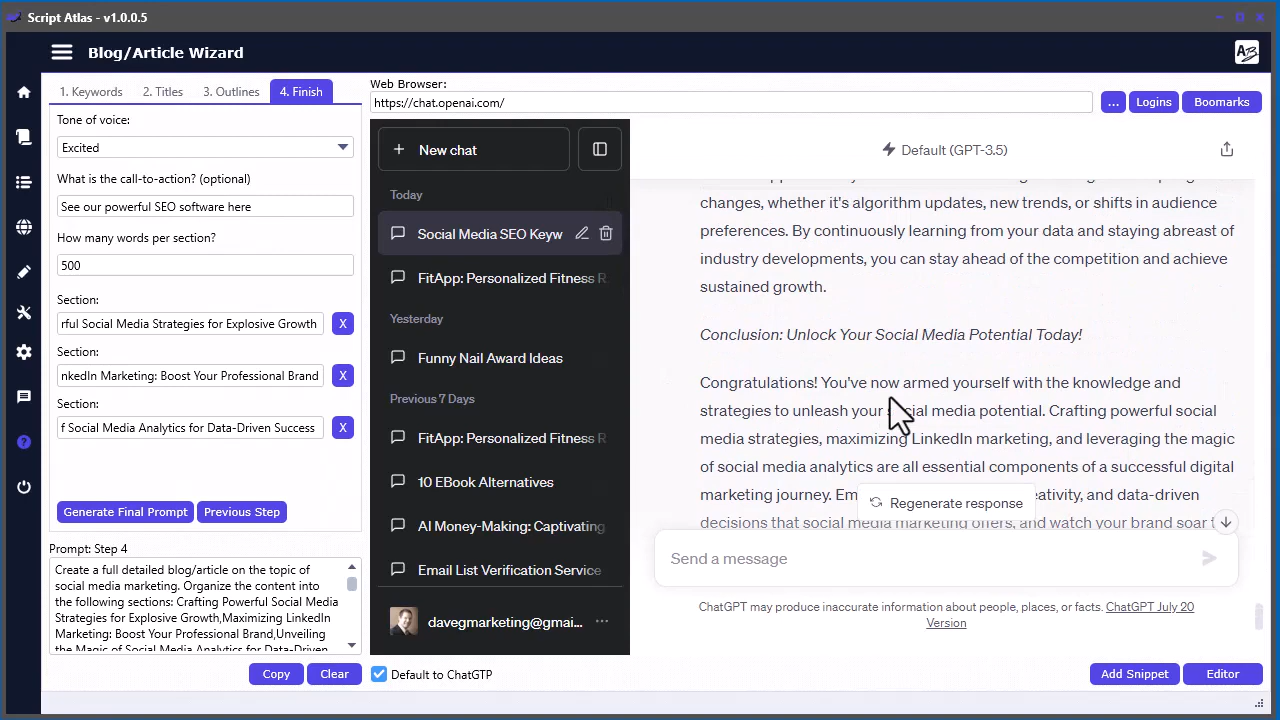 Script Atlas - v1.0.0.5
Blog/Article Wizard
1. Keywords
2. Titles
3. Outlines
4. Finish
Tone of voice:
Excited
What is the call-to-action? (optional)
See our powerful SEO software here
How many words per section?
500
Section:
rful Social Media Strategies for Explosive Growth
X
Section:
nkedIn Marketing: Boost Your Professional Brand
X
Section:
f Social Media Analytics for Data-Driven Success
X
Generate Final Prompt
Previous Step
Prompt: Step 4
Create a full detailed blog/article on the topic of
social media marketing. Organize the content into
the following sections: Crafting Powerful Social Media
Strategies for Explosive Growth,Maximizing LinkedIn
Marketing: Boost Your Professional Brand,Unveiling
the Magic of Social Media Analytics for Data-Driven
Copy
Clear
Web Browser:
https://chat.openai.com/
...
Logins
Boomarks
New chat
Today
Social Media SEO Keyw
FitApp: Personalized Fitness R
Yesterday
Funny Nail Award Ideas
Previous 7 Days
FitApp: Personalized Fitness R
10 EBook Alternatives
AI Money-Making: Captivating
Email List Verification Service
davegmarketing@gmai...
Default to ChatGTP
Default (GPT-3.5)
changes, whether it's algorithm updates, new trends, or shifts in audience
preferences. By continuously learning from your data and staying abreast of
industry developments, you can stay ahead of the competition and achieve
sustained growth.
Conclusion: Unlock Your Social Media Potential Today!
Congratulations! You've now armed yourself with the knowledge and
strategies to unleash your social media potential. Crafting powerful social
media strategies, maximizing LinkedIn marketing, and leveraging the magic
of social media analytics are all essential components of a successful digital
marketing journey. Em eativity, and data-driven
decisions that social media marketing offers, and watch your brand soar t
Regenerate response
Send a message
ChatGPT may produce inaccurate information about people, places, or facts. ChatGPT July 20
Version
Add Snippet
Editor